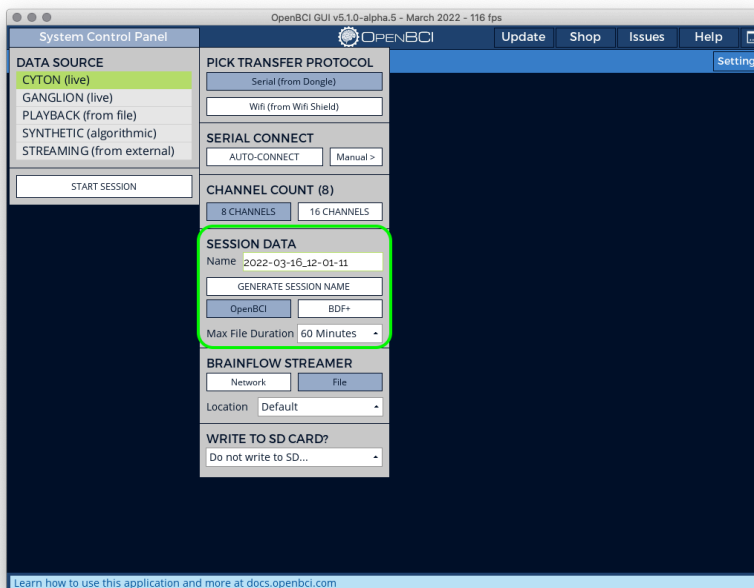 OpenBCI GUI v5.1.0-alpha.5 - March 2022 - 116 fps
System Control Panel
OPENBCI
Update
Shop
Issues
Help
Setting
DATA SOURCE
CYTON (live)
GANGLION (live)
PLAYBACK (from file)
SYNTHETIC (algorithmic)
STREAMING (from external)
START SESSION
PICK TRANSFER PROTOCOL
Serial (from Dongle)
Wifi (from Wifi Shield)
SERIAL CONNECT
AUTO-CONNECT
Manual >
CHANNEL COUNT (8)
8 CHANNELS
16 CHANNELS
SESSION DATA
Name 2022-03-16_12-01-11
GENERATE SESSION NAME
OpenBCI
BDF+
Max File Duration 60 Minutes
BRAINFLOW STREAMER
Network
File
Location Default
WRITE TO SD CARD?
Do not write to SD...
Learn how to use this application and more at docs.openbci.com